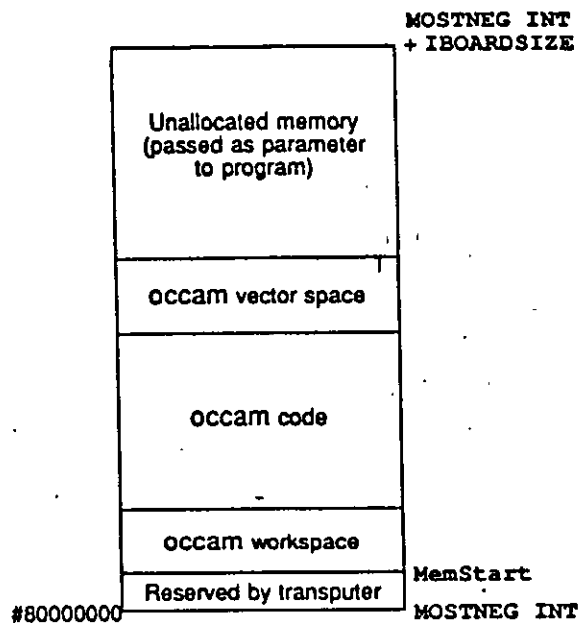 MOSTNEG INT
+ IBOARDSIZE
Unallocated memory
(passed as parameter
to program)
occam vector space
occam code
occam workspace
MemStart
Reserved by transputer
#80000000
MOSTNEG INT